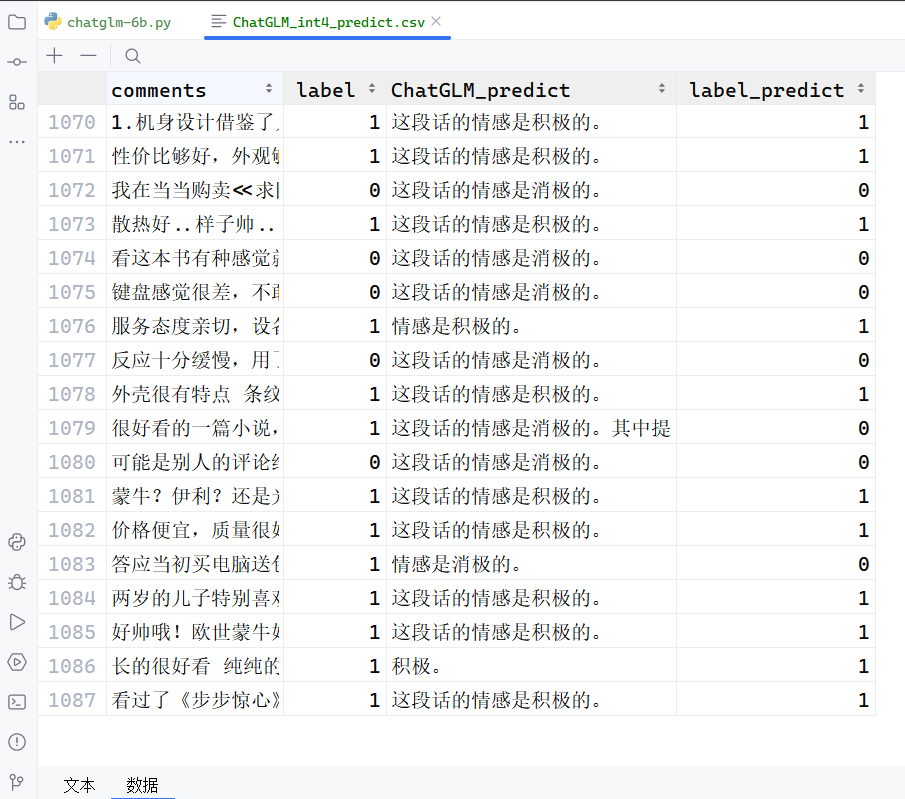 chatglm-6b.py ChatGLM_int4_predict.csv
comments label ChatGLM_predict label_predict
1070 1.机身设计借鉴了 1 这段话的情感是积极的。 1
1071 性价比够好，外观 1 这段话的情感是积极的。 1
1072 我在当当购卖<<求 0 这段话的情感是消极的。 0
1073 散热好..样子帅.. 1 这段话的情感是积极的。 1
1074 看这本书有种感觉 0 这段话的情感是消极的。 0
1075 键盘感觉很差，不 0 这段话的情感是消极的。 0
1076 服务态度亲切，设 1 情感是积极的。 1
1077 反应十分缓慢，用 0 这段话的情感是消极的。 0
1078 外壳很有特点 条纹 1 这段话的情感是积极的。 1
1079 很好看的一篇小说， 1 这段话的情感是消极的。其中提 0
1080 可能是别人的评论 0 这段话的情感是消极的。 0
1081 蒙牛？伊利？还是 1 这段话的情感是积极的。 1
1082 价格便宜，质量很好 1 这段话的情感是积极的。 1
1083 答应当初买电脑送 1 情感是消极的。 0
1084 两岁的儿子特别喜欢 1 这段话的情感是积极的。 1
1085 好帅哦！欧世蒙牛 1 这段话的情感是积极的。 1
1086 长的很好看 纯纯的 1 积极。 1
1087 看过了《步步惊心》 1 这段话的情感是积极的。 1
文本 数据